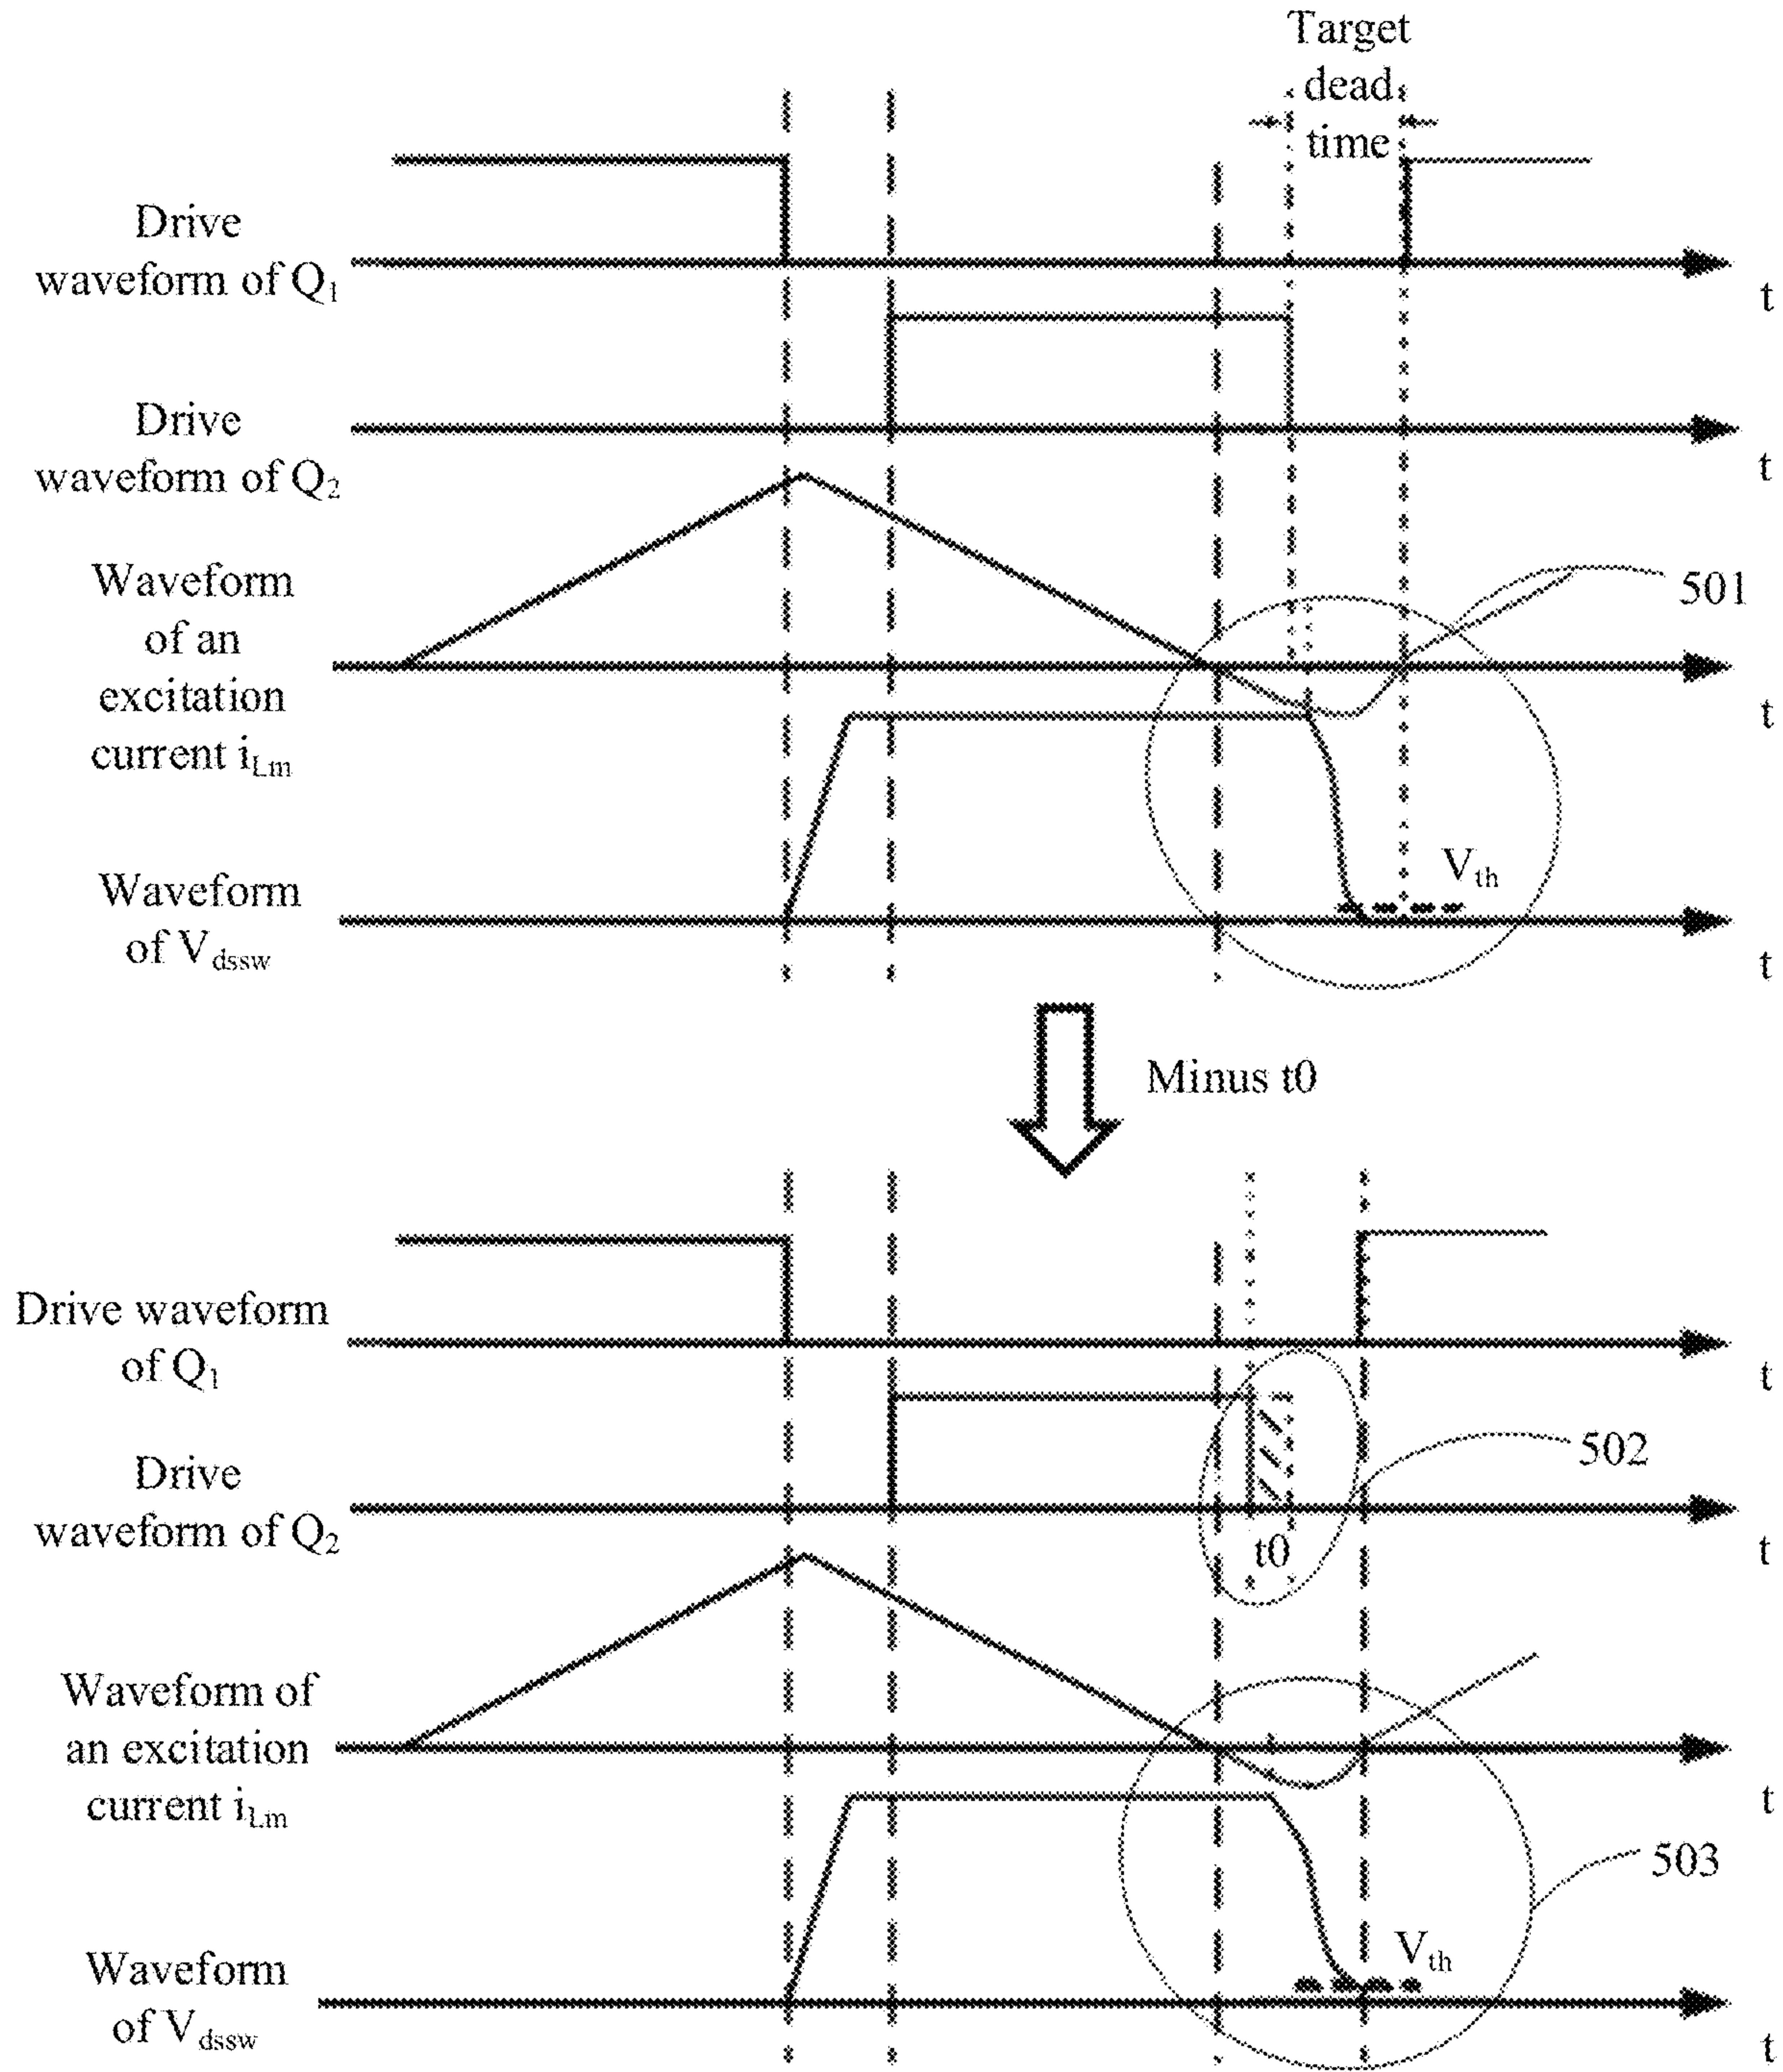 Target
dead
time
Drive
waveform of Q1
t
Drive
waveform of Q2
t
Waveform
of an
excitation
current iLm
501
t
Vth
Waveform
of Vdssw
t
Minus t0
Drive waveform
of Q1
t
502
Drive
waveform of Q2
t0
t
Waveform of
an excitation
current iLm
t
503
Vth
Waveform
of Vdssw
t